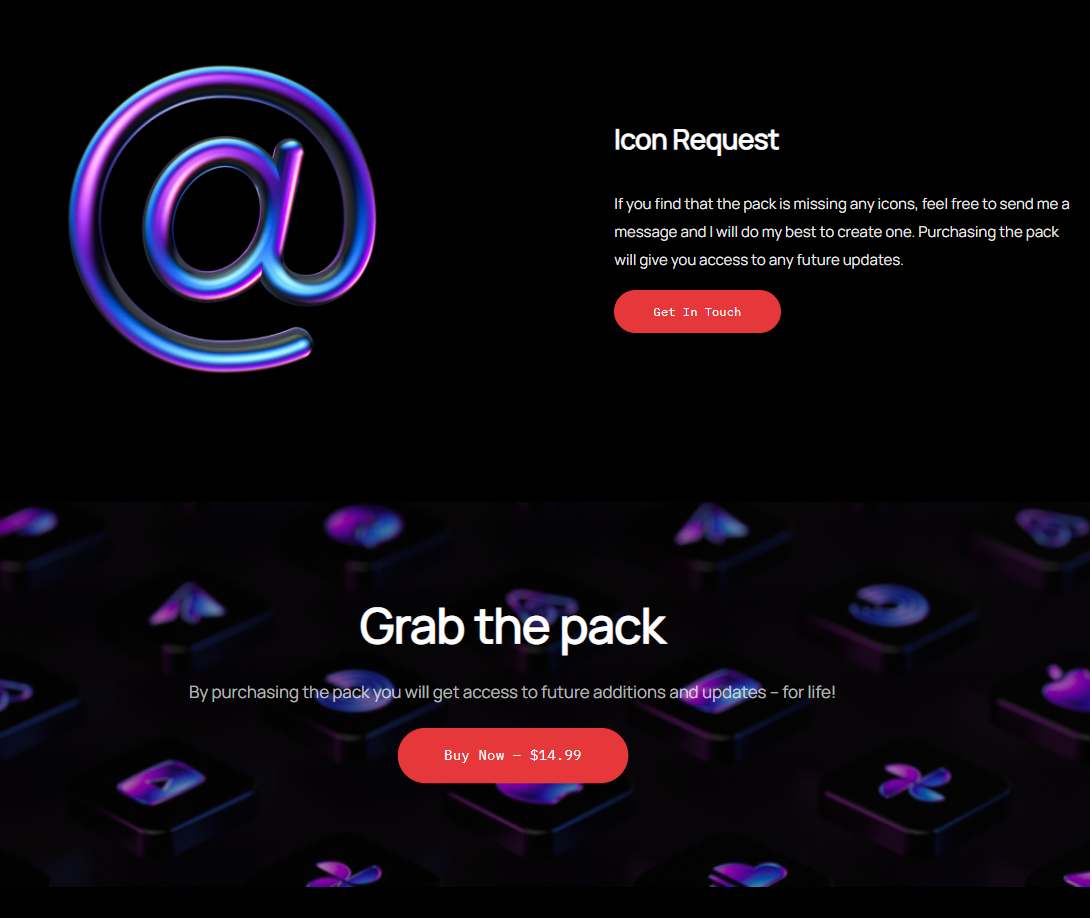 @
Icon Request
If you find that the pack is missing any icons, feel free to send me a
message and I will do my best to create one. Purchasing the pack
will give you access to any future updates.
Get In Touch
Grab the pack
By purchasing the pack you will get access to future additions and updates – for life!
Buy Now – $14.99